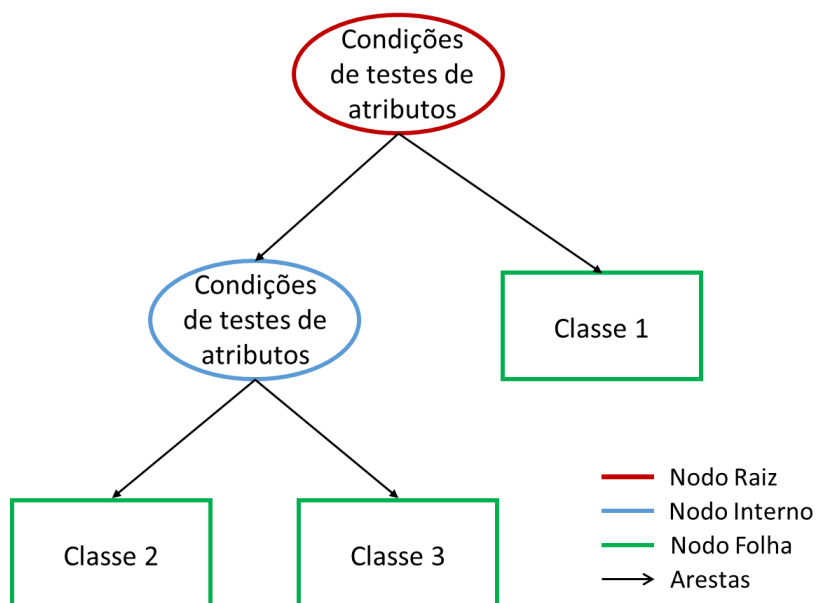 Condições
de testes de
atributos
Condições
de testes de
atributos
Classe 1
Classe 2
Classe 3
Nodo Raiz
Nodo Interno
Nodo Folha
Arestas